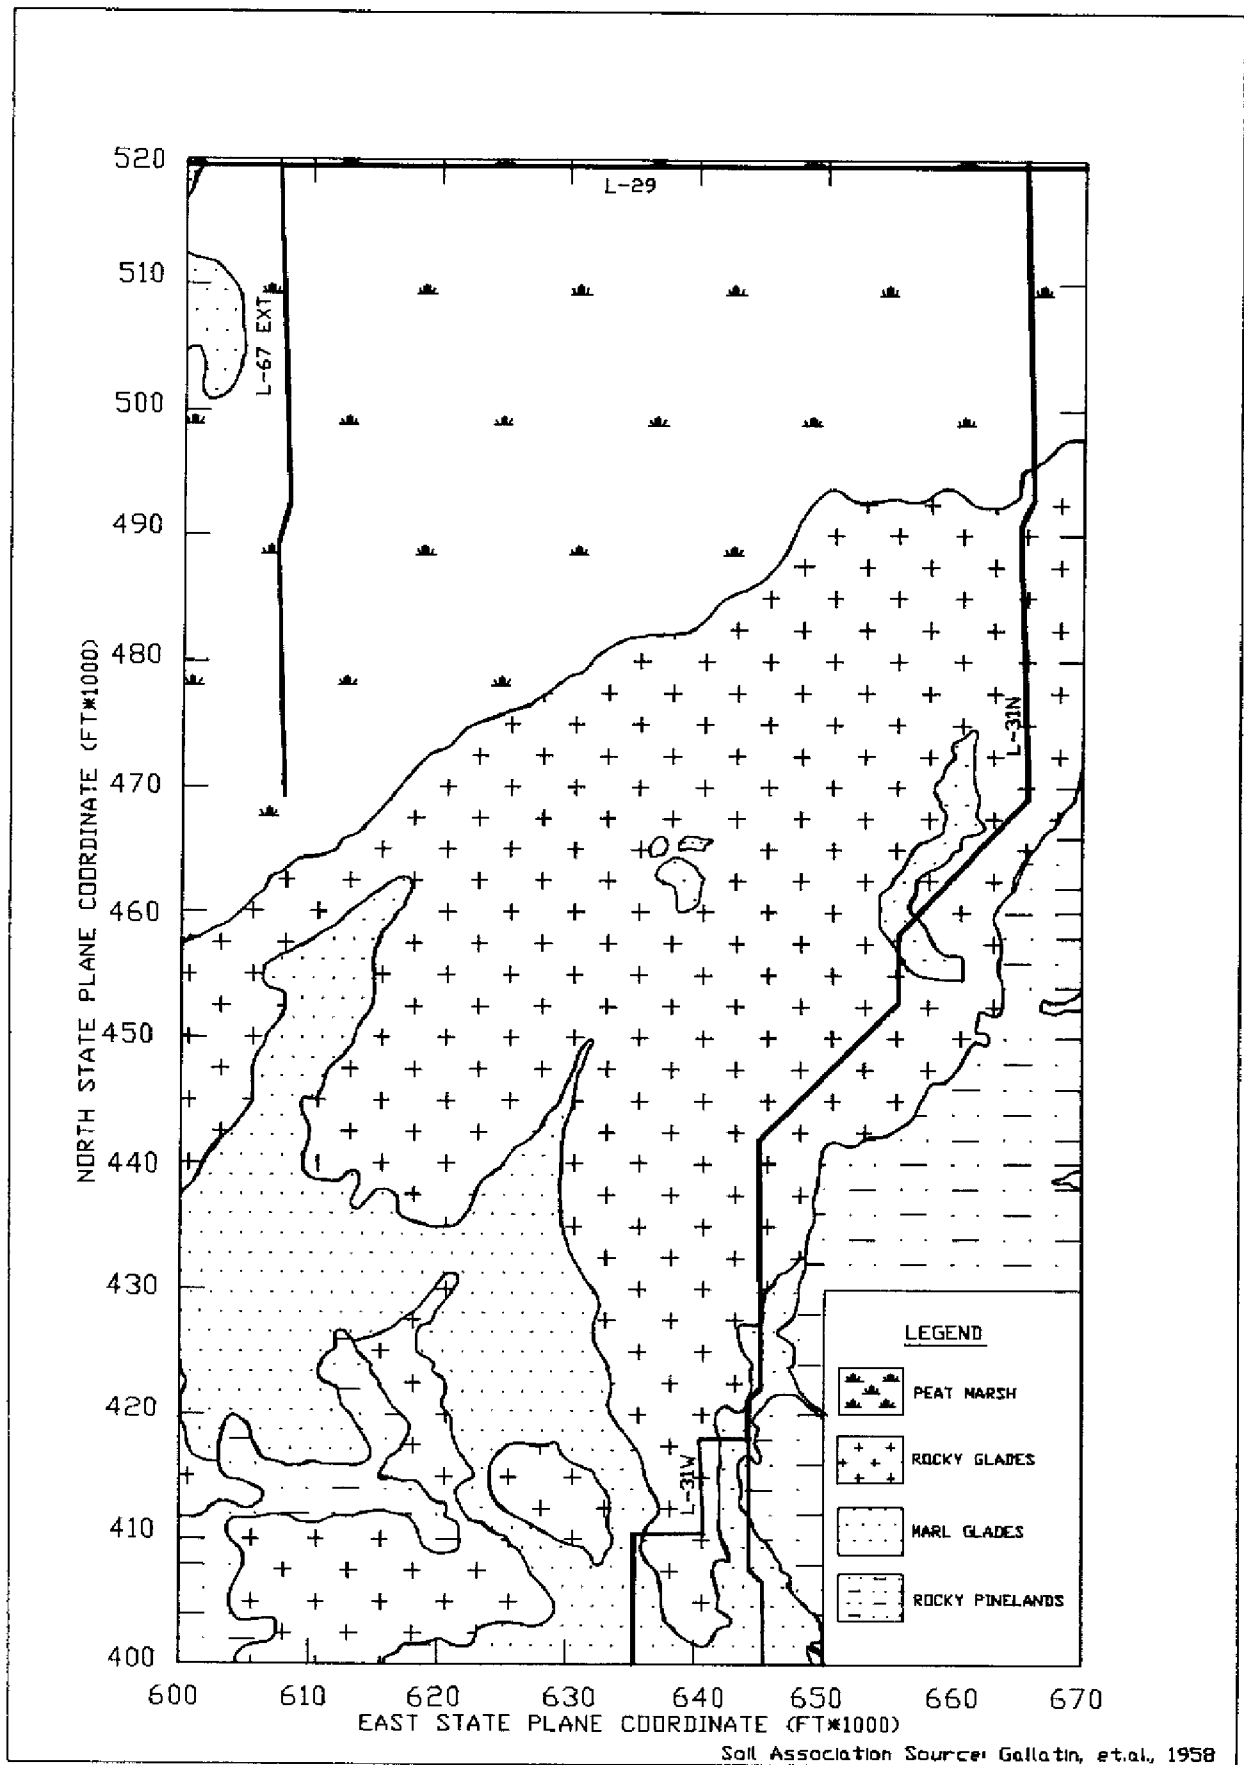 520
L-29
510
L-67 EXT
500
490
480
L-31N
470
460
450
440
430
420
410
400
NORTH STATE PLANE COORDINATE (FT*1000)
L-31W
LEGEND
PEAT MARSH
ROCKY GLADES
MARL GLADES
ROCKY PINELANDS
600 610 620 630 640 650 660 670
EAST STATE PLANE COORDINATE (FT*1000)
Soil Association Source: Gallatin, et.al., 1958